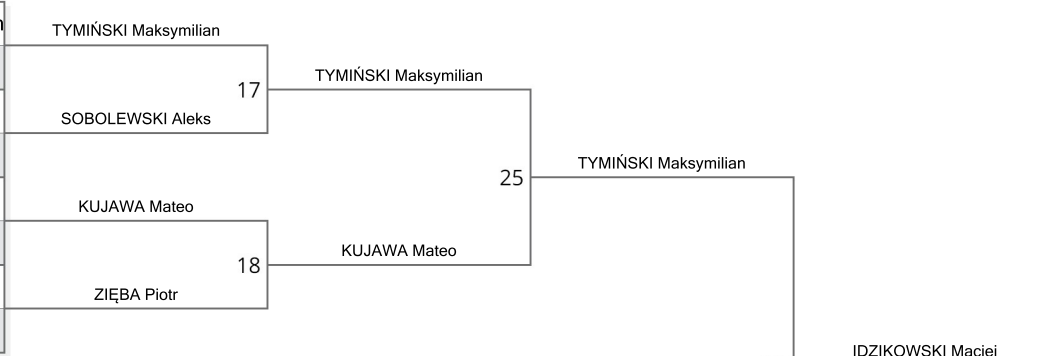 TYMIŃSKI Maksymilian
TYMIŃSKI Maksymilian
17
SOBOLEWSKI Aleks
TYMIŃSKI Maksymilian
25
KUJAWA Mateo
KUJAWA Mateo
18
ZIĘBA Piotr
IDZIKOWSKI Maciej